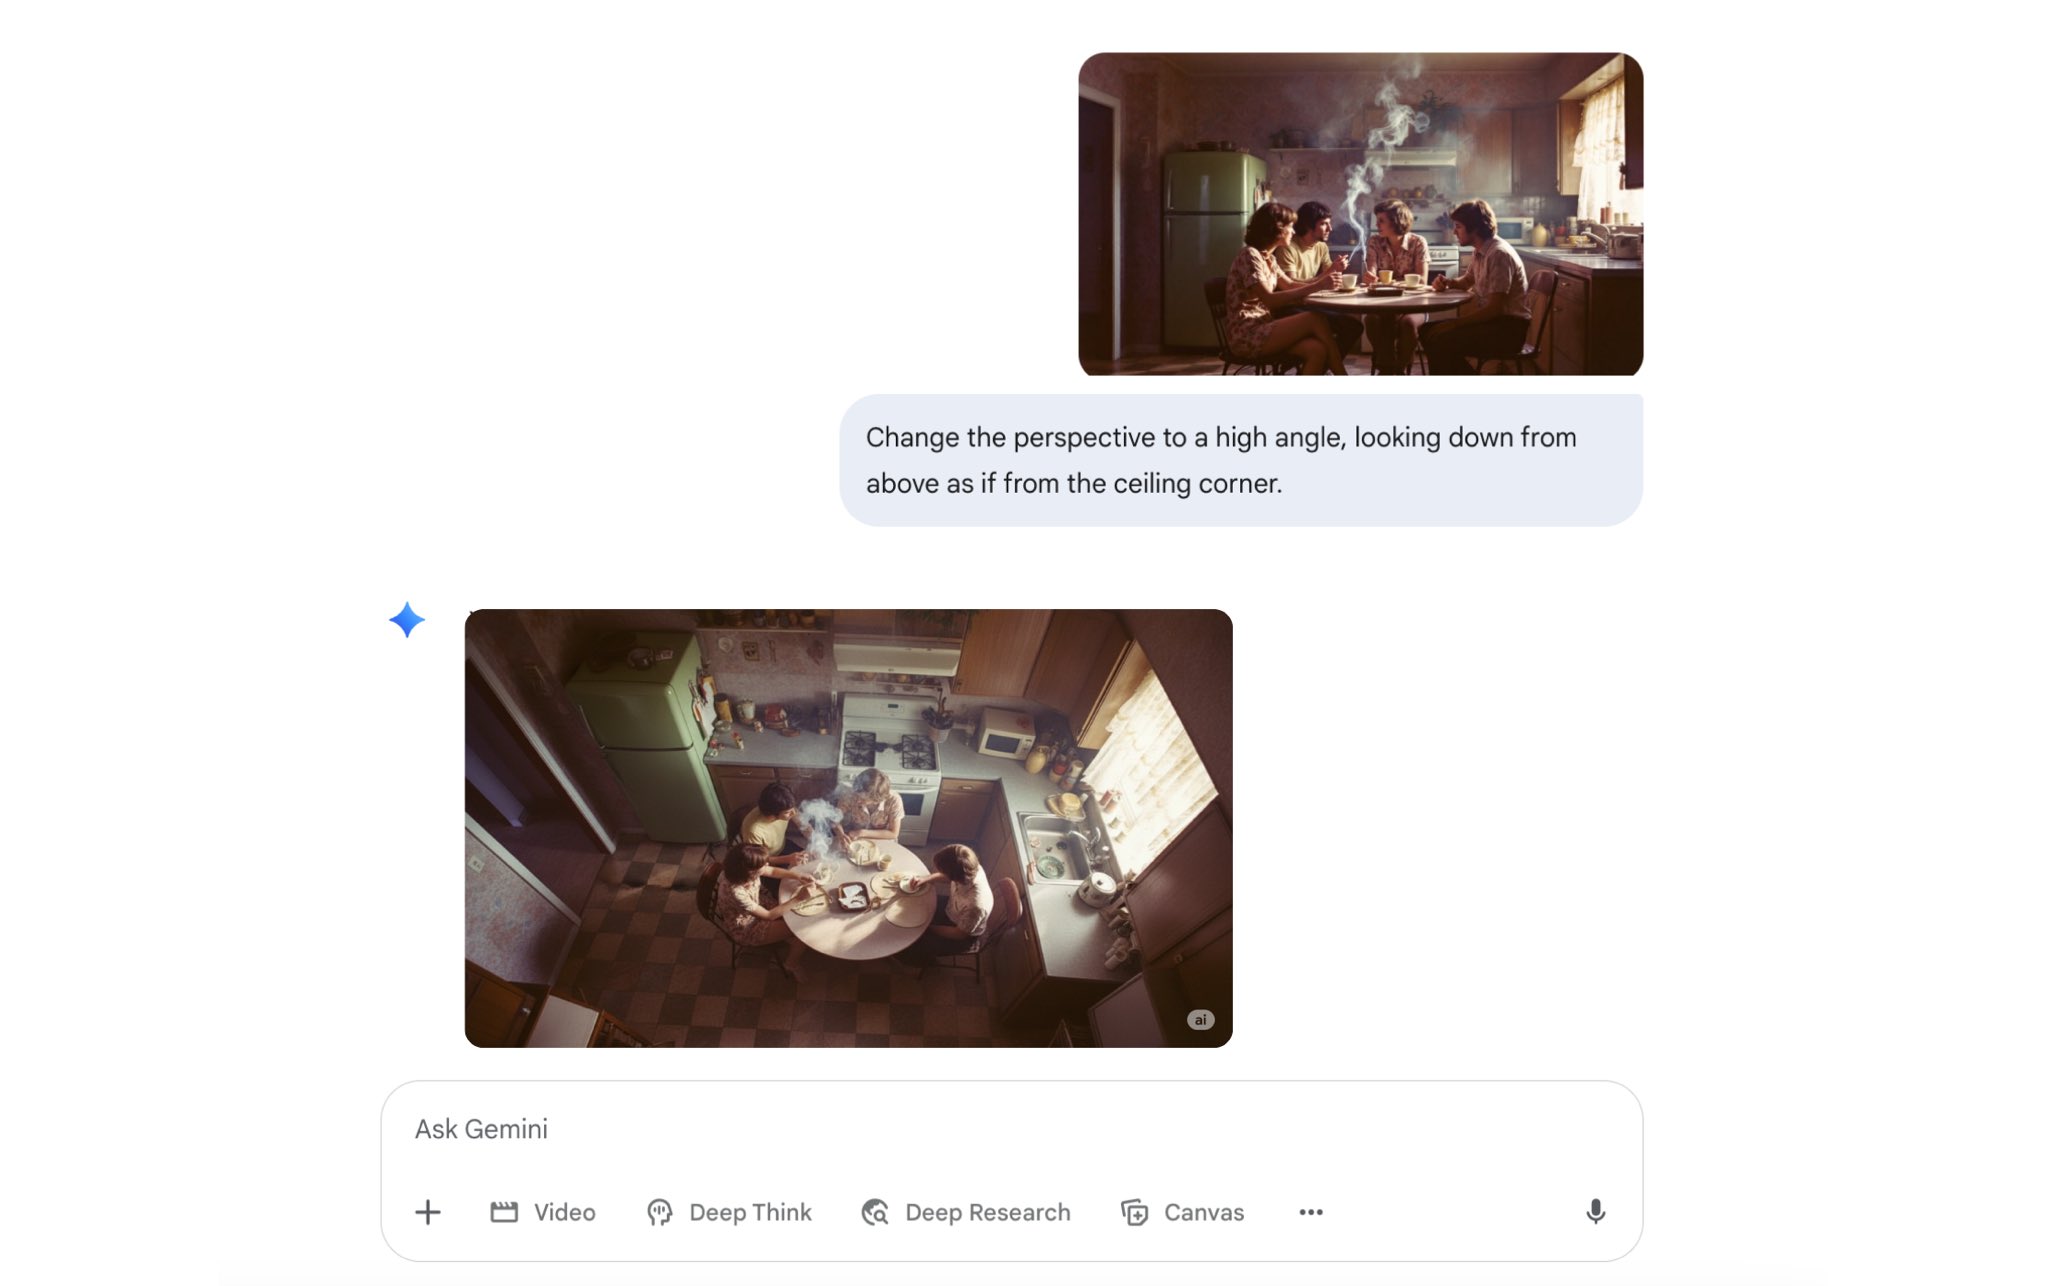 Change the perspective to a high angle, looking down from
above as if from the ceiling corner.
ai
Ask Gemini
Video
Deep Think
Deep Research
Canvas